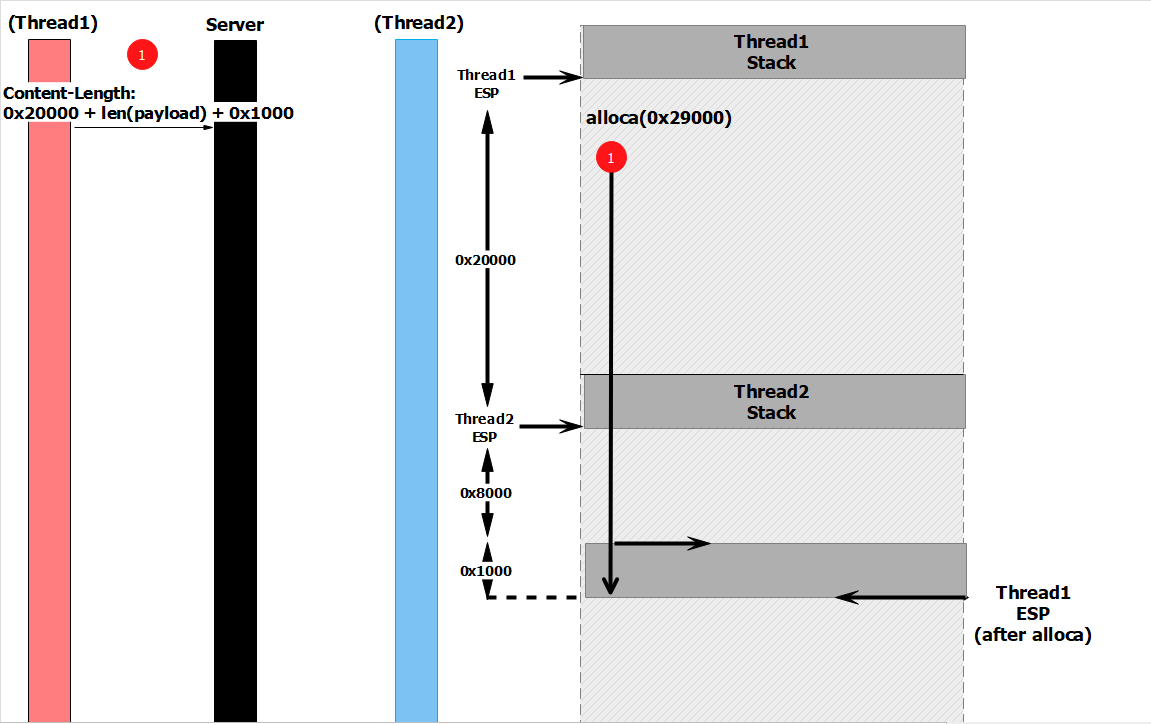 (Thread1)
Server
(Thread2)
1
Content-Length:
0x20000 + len(payload) + 0x1000
Thread1
ESP
0x20000
Thread2
ESP
0x8000
0x1000
Thread1
Stack
alloca(0x29000)
1
Thread2
Stack
Thread1
ESP
(after alloca)